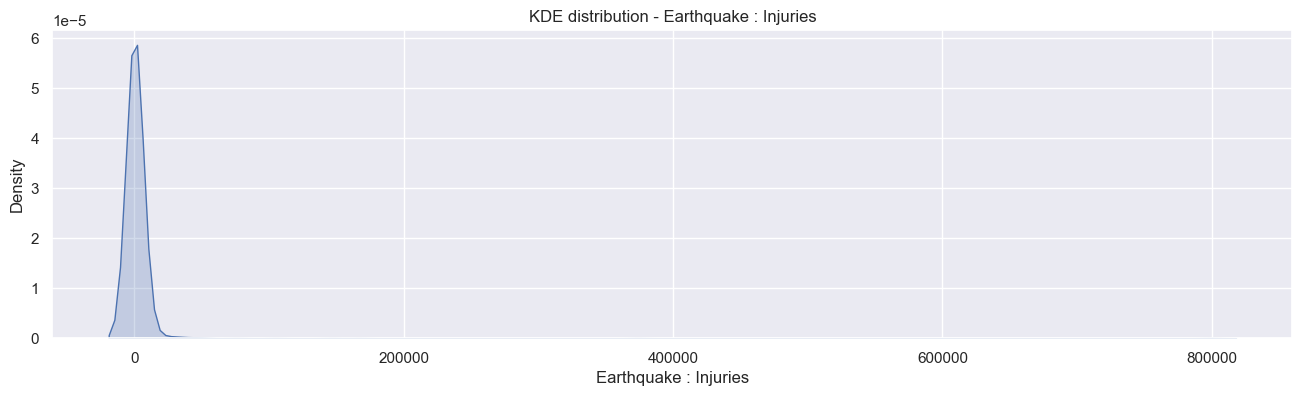 KDE distribution - Earthquake : Injuries
1e−5
6
5
4
3
2
1
0
Density
0 200000 400000 600000 800000
Earthquake : Injuries